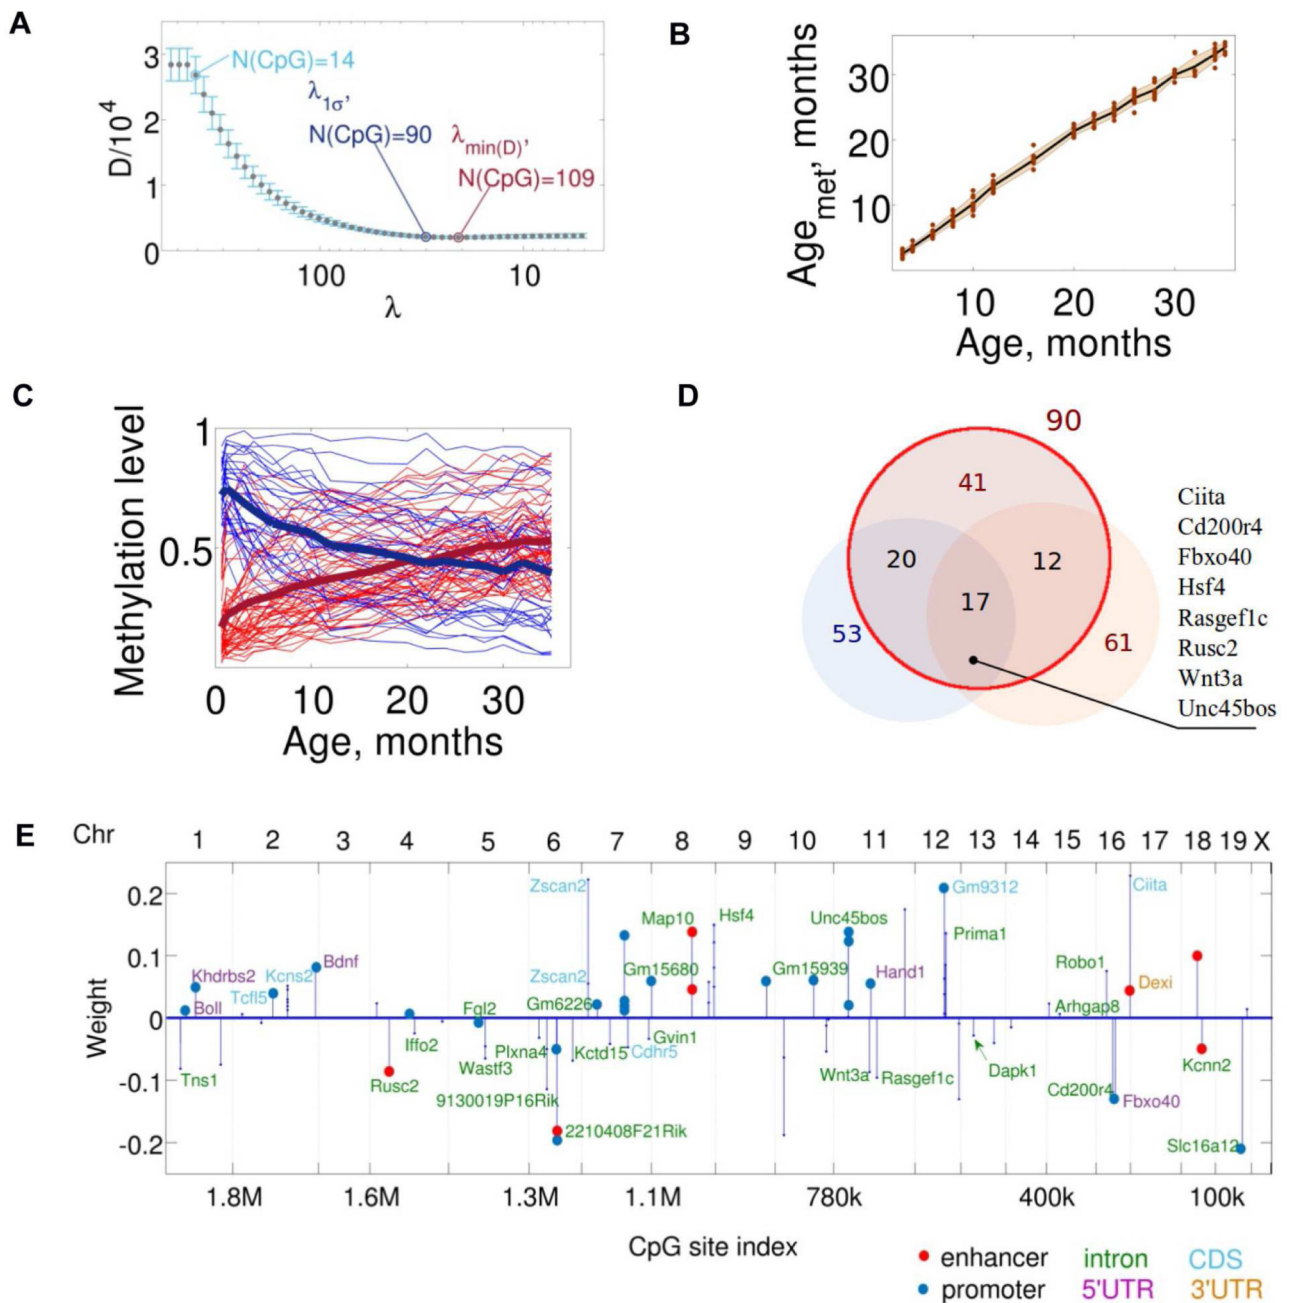 A
3
2
1
0
D/10^4
N(CpG)=14
λ1σ,
N(CpG)=90
λmin(D),
N(CpG)=109
100
10
λ
B
30
20
10
Age_met, months
10
20
30
Age, months
C
1
0.5
Methylation level
0
10
20
30
Age, months
D
90
41
20
12
17
53
61
Ciita
Cd200r4
Fbxo40
Hsf4
Rasgef1c
Rusc2
Wnt3a
Unc45bos
E
Chr
1 2 3 4 5 6 7 8 9 10 11 12 13 14 15 16 17 18 19 X
0.2
0.1
0
-0.1
-0.2
Weight
Zscan2
Gm9312
Ciita
Map10
Hsf4
Unc45bos
Prima1
Khdrbs2
Kcns2
Bdnf
Zscan2
Gm15680
Gm15939
Hand1
Robo1
Dexi
Tcfl5
Boll
Fgl2
Gm6226
Arhgap8
Iffo2
Plxna4
Kctd15
Cdhr5
Gvin1
Tns1
Rusc2
Wastf3
Wnt3a
Rasgef1c
Dapk1
Kcnn2
9130019P16Rik
Cd200r4
Fbxo40
2210408F21Rik
Slc16a12
1.8M
1.6M
1.3M
1.1M
780k
400k
100k
CpG site index
enhancer
intron
CDS
promoter
5'UTR
3'UTR